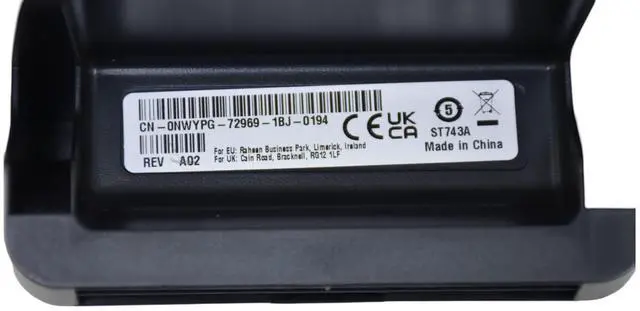 CN-0NWYPG-72969-1BJ-0194
REV A02
For EU: Raheen Business Park, Limerick, Ireland
For UK: Cain Road, Bracknell, RG12 1LF
CE UK CA
5
ST743A
Made in China